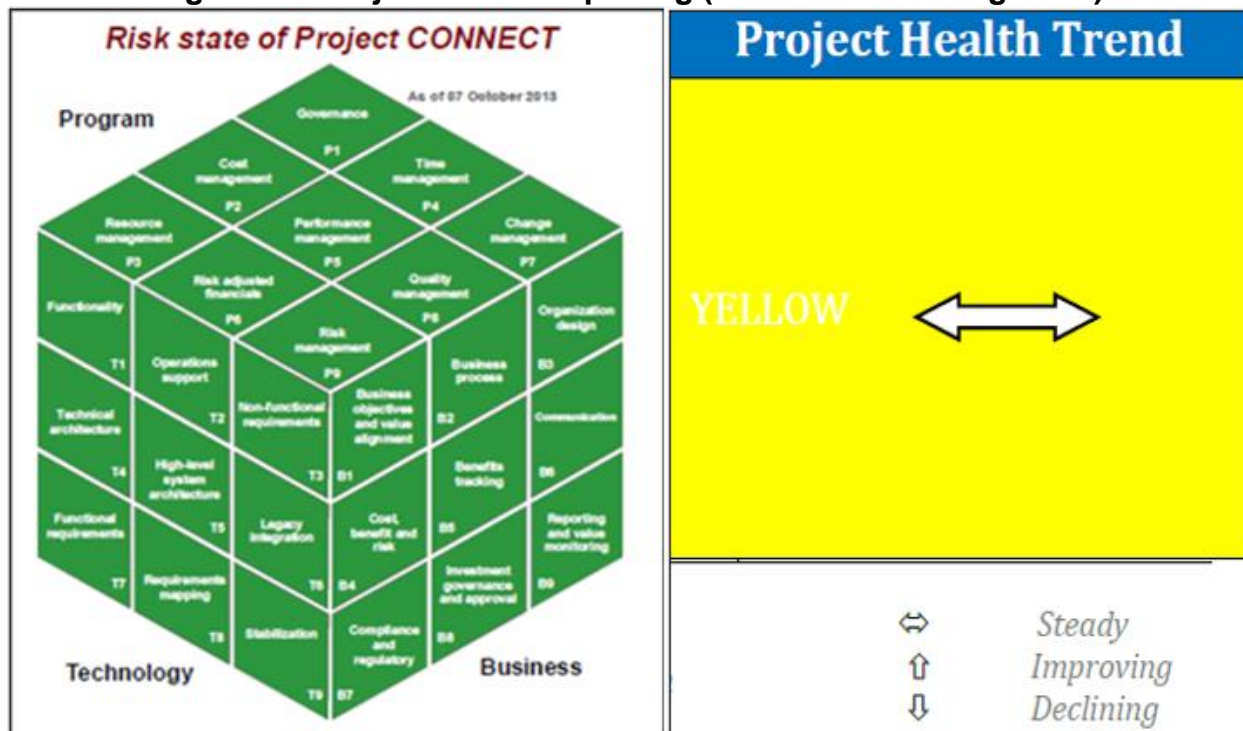 Risk state of Project CONNECT
As of 07 October 2013
Program
Governance
P1
Cost
management
P2
Time
management
P4
Resource
management
P3
Performance
management
P5
Change
management
P7
Risk adjusted
financials
P6
Quality
management
P8
Risk
management
P9
Functionality
T1
Operations
support
T2
Non-functional
requirements
T3
Technical
architecture
T4
High-level
system
architecture
T5
Legacy
integration
T6
Functional
requirements
T7
Requirements
mapping
T8
Stabilization
T9
Business
objectives
and value
alignment
B1
Business
process
B2
Organization
design
B3
Cost,
benefit and
risk
B4
Benefits
tracking
B5
Communication
B6
Compliance
and
regulatory
B7
Investment
governance
and approval
B8
Reporting
and value
monitoring
B9
Technology
Business
Project Health Trend
YELLOW
Steady
Improving
Declining